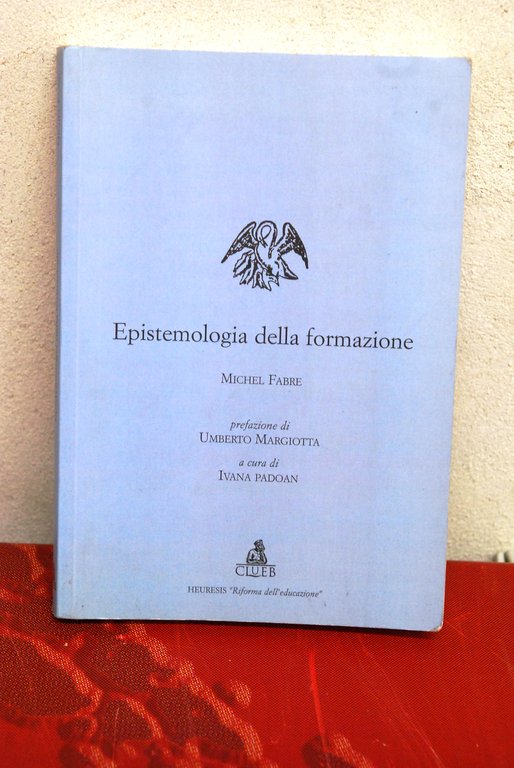 Epistemologia della formazione
MICHEL FABRE
prefazione di
UMBERTO MARGIOTTA
a cura di
IVANA PADOAN
CLUEB
HEURESIS "Riforma dell'educazione"